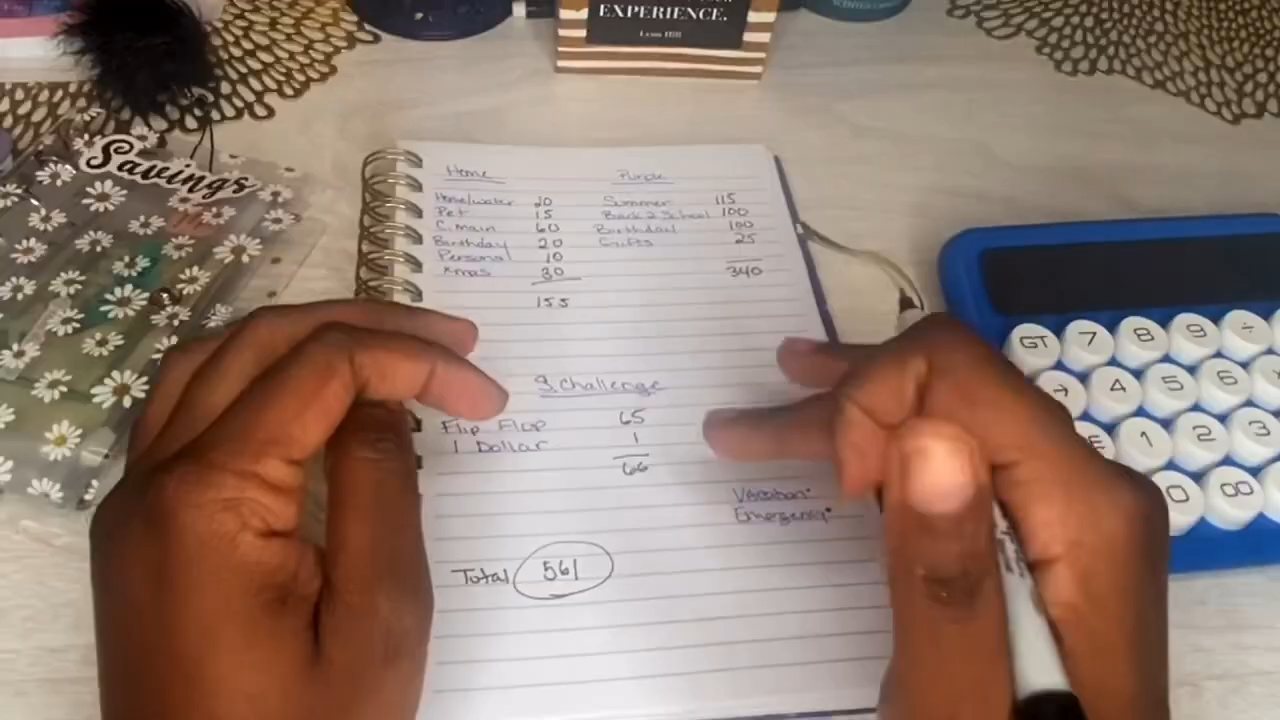 EXPERIENCE.
Savings
Home
Home/water 20
Pet 15
C. Main 60
Birthday 20
Personal 10
Xmas 30
155
Purple
Summer 115
Back 2 School 100
Birthday 100
Gifts 25
340
$ Challenge
Flip Flop 65
1 Dollar 1
66
Vacation
Emergency
Total 561
GT 7 8 9 ÷
→ 4 5 6
1 2 3
0 00